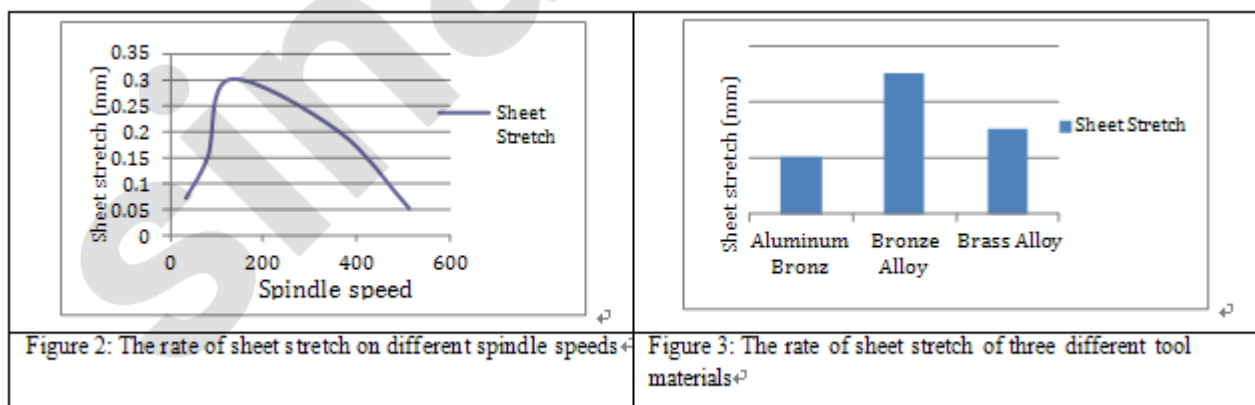 0.35
0.3
0.25
0.2
0.15
0.1
0.05
0
Sheet stretch (mm)
0 200 400 600
Spindle speed
Sheet
Stretch
Figure 2: The rate of sheet stretch on different spindle speeds
Sheet stretch (mm)
Aluminum Bronze Brass Alloy
Bronz Alloy
Sheet Stretch
Figure 3: The rate of sheet stretch of three different tool
materials